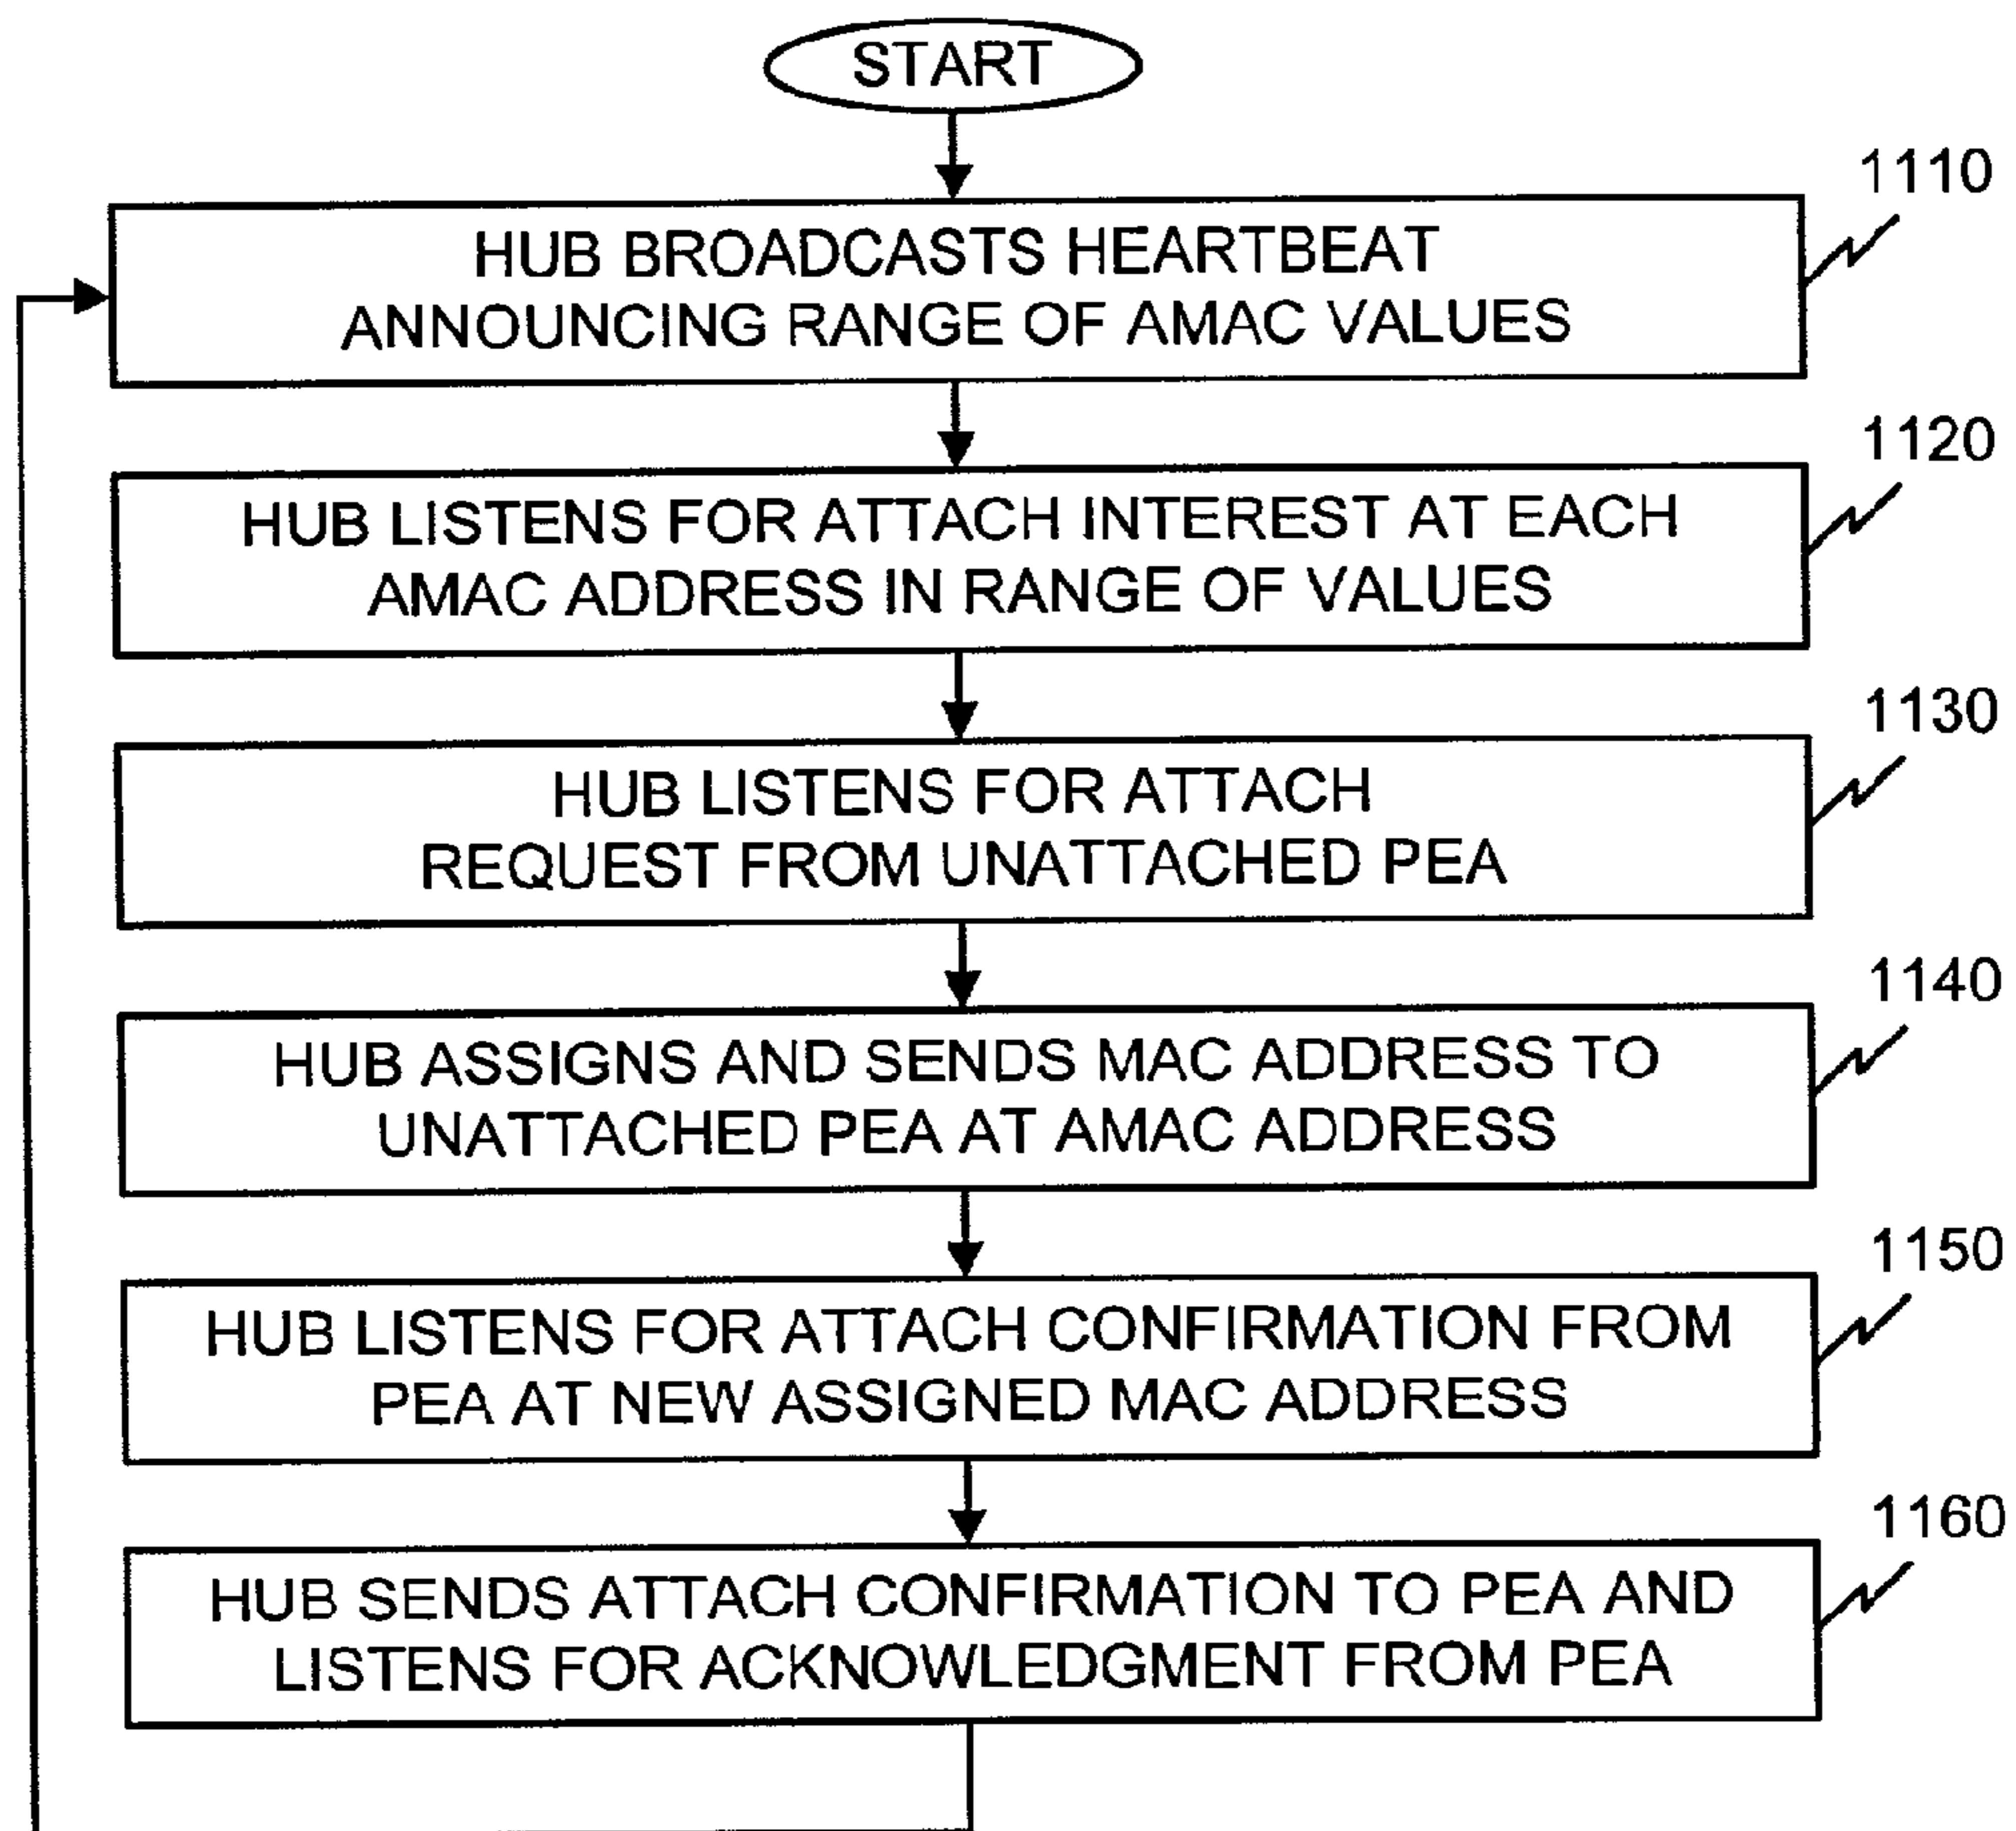 START
1110
HUB BROADCASTS HEARTBEAT
ANNOUNCING RANGE OF AMAC VALUES
1120
HUB LISTENS FOR ATTACH INTEREST AT EACH
AMAC ADDRESS IN RANGE OF VALUES
1130
HUB LISTENS FOR ATTACH
REQUEST FROM UNATTACHED PEA
1140
HUB ASSIGNS AND SENDS MAC ADDRESS TO
UNATTACHED PEA AT AMAC ADDRESS
1150
HUB LISTENS FOR ATTACH CONFIRMATION FROM
PEA AT NEW ASSIGNED MAC ADDRESS
1160
HUB SENDS ATTACH CONFIRMATION TO PEA AND
LISTENS FOR ACKNOWLEDGMENT FROM PEA